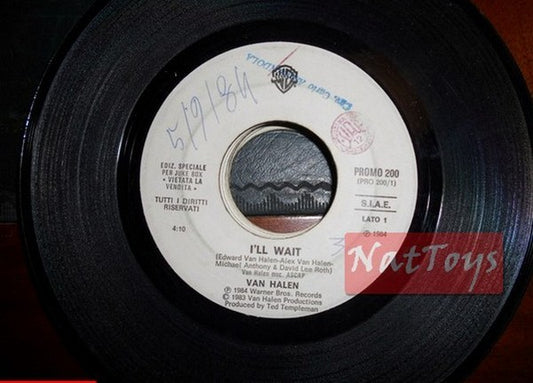 5/9/84
EDIZ. SPECIALE
PER JUKE BOX
• VIETATA LA
VENDITA •
TUTTI I DIRITTI
RISERVATI
4:10
PROMO 200
(PRO 200/1)
S.I.A.E.
LATO 1
℗ 1984
3
I'LL WAIT
(Edward Van Halen-Alex Van Halen-
Michael Anthony & David Lee Roth)
Van Halen mus. ASCAP
VAN HALEN
℗ 1984 Warner Bros. Records
© 1983 Van Halen Productions
Produced by Ted Templeman
NatToys